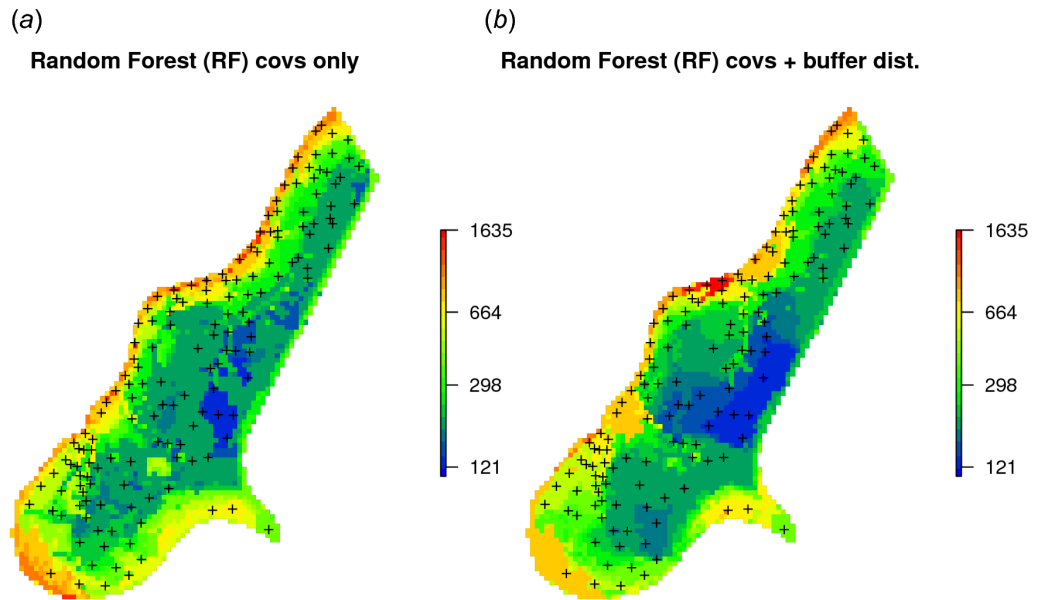 (a)
Random Forest (RF) covs only
1635
664
298
121
(b)
Random Forest (RF) covs + buffer dist.
1635
664
298
121